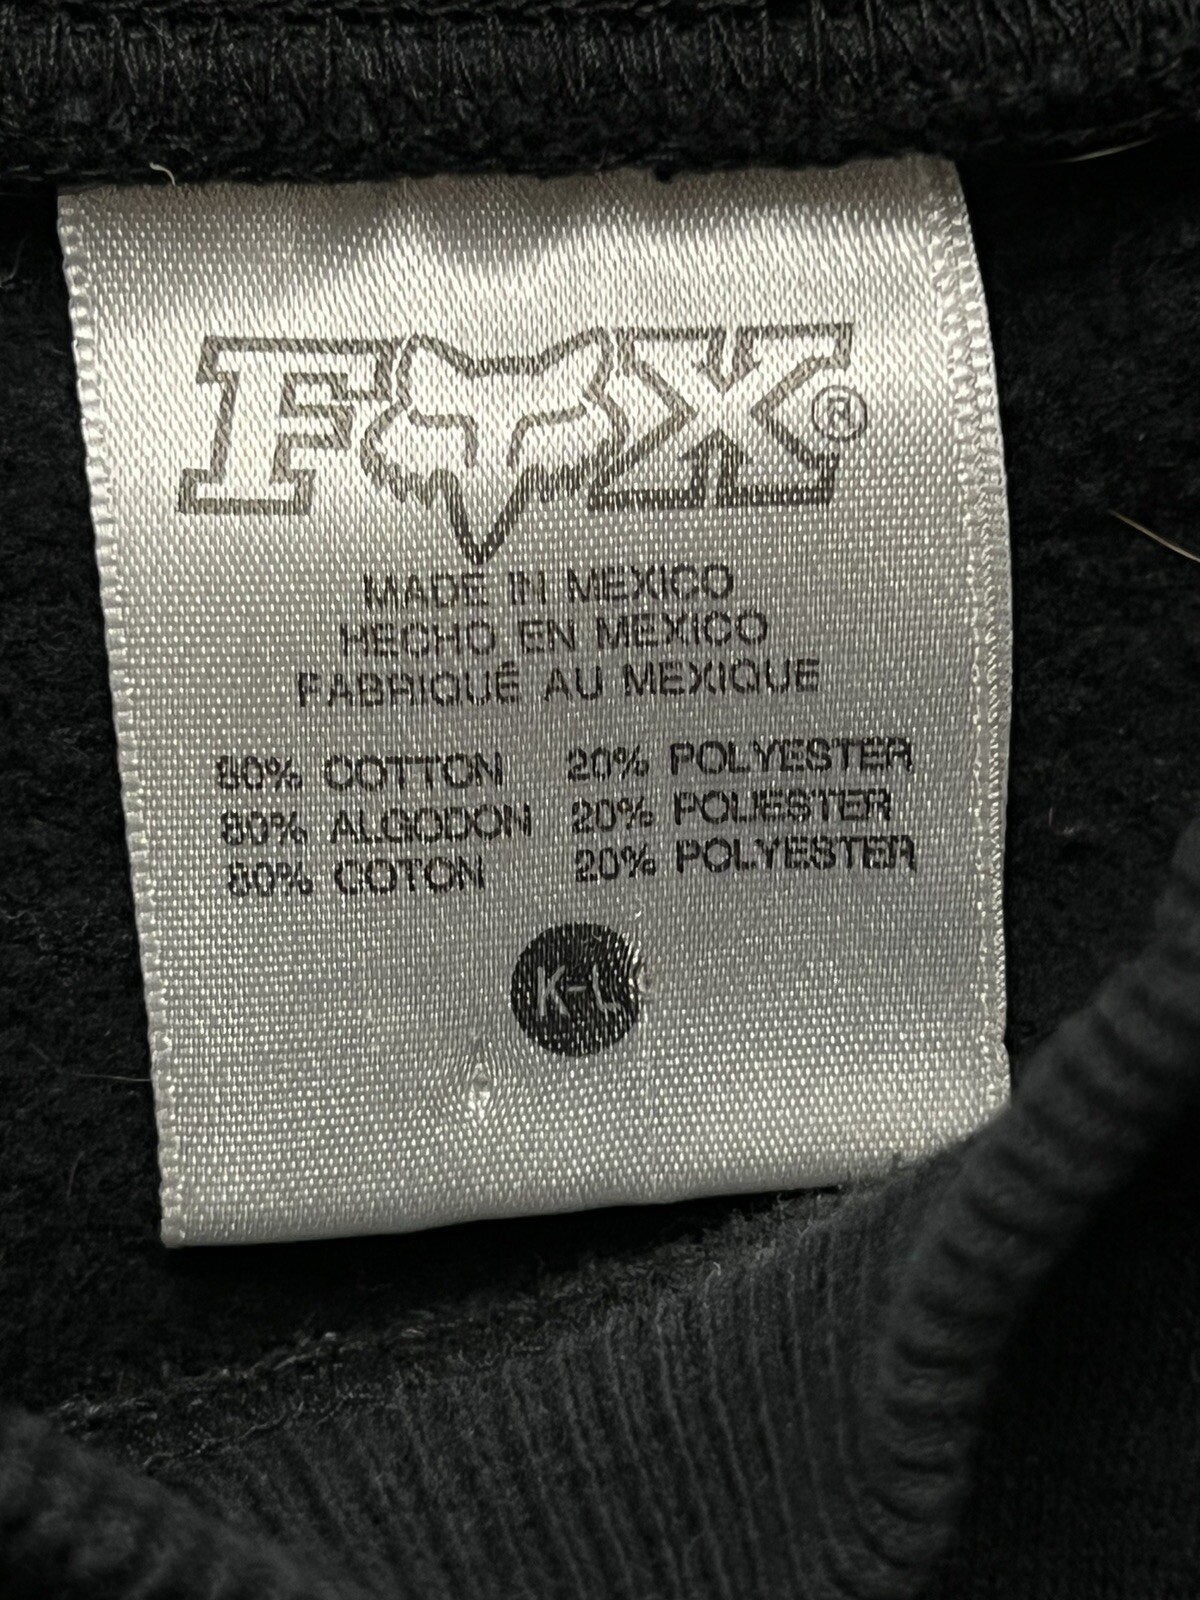 FOX®
MADE IN MEXICO
HECHO EN MEXICO
FABRIQUÉ AU MEXIQUE
80% COTTON 20% POLYESTER
80% ALGODON 20% POLIESTER
80% COTON 20% POLYESTER
K-L